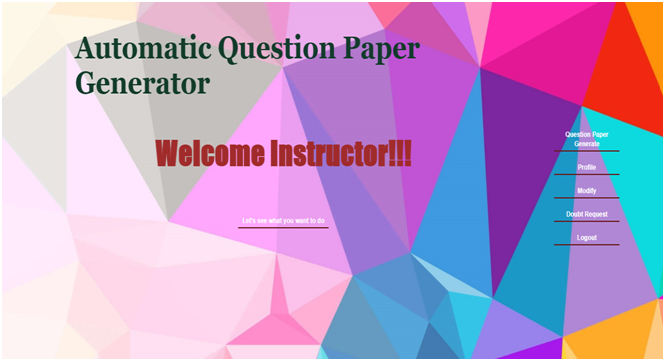 Automatic Question Paper
Generator
Welcome Instructor!!!
Let's see what you want to do
Question Paper
Generate
Profile
Modify
Doubt Request
Logout